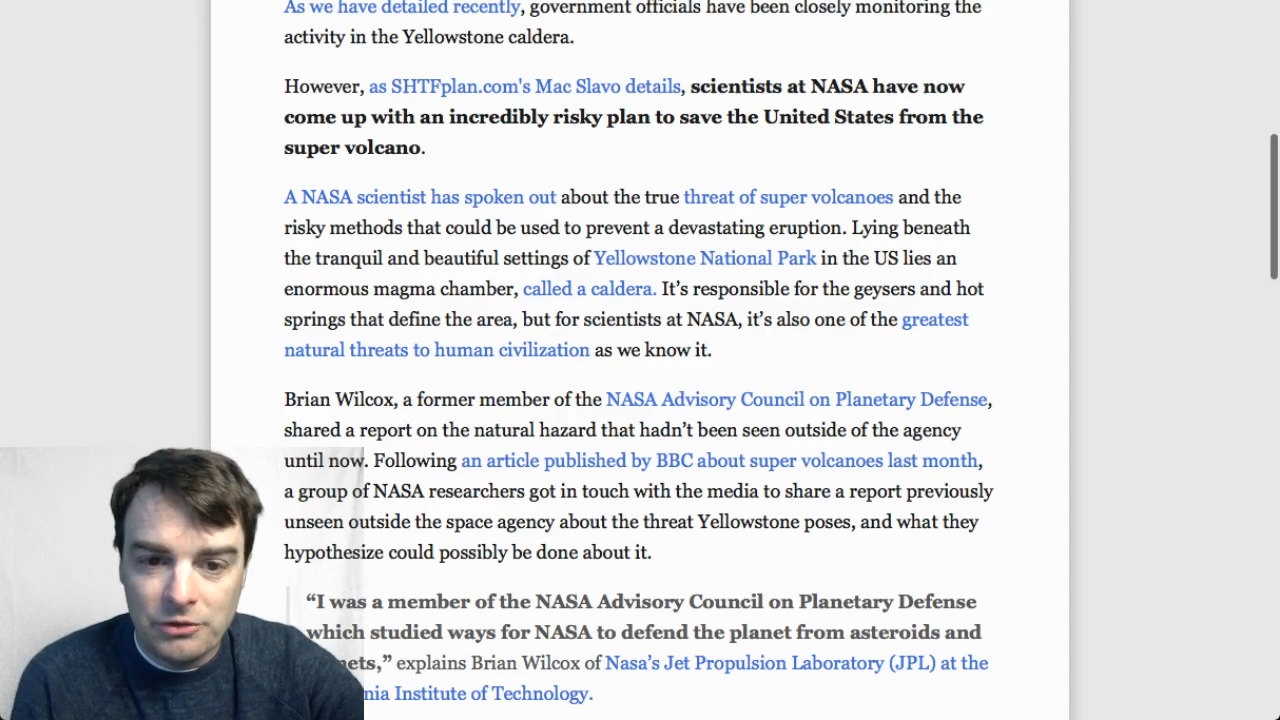 As we have detailed recently, government officials have been closely monitoring the
activity in the Yellowstone caldera.
However, as SHTFplan.com's Mac Slavo details, scientists at NASA have now
come up with an incredibly risky plan to save the United States from the
super volcano.
A NASA scientist has spoken out about the true threat of super volcanoes and the
risky methods that could be used to prevent a devastating eruption. Lying beneath
the tranquil and beautiful settings of Yellowstone National Park in the US lies an
enormous magma chamber, called a caldera. It’s responsible for the geysers and hot
springs that define the area, but for scientists at NASA, it’s also one of the greatest
natural threats to human civilization as we know it.
Brian Wilcox, a former member of the NASA Advisory Council on Planetary Defense,
shared a report on the natural hazard that hadn’t been seen outside of the agency
until now. Following an article published by BBC about super volcanoes last month,
a group of NASA researchers got in touch with the media to share a report previously
unseen outside the space agency about the threat Yellowstone poses, and what they
hypothesize could possibly be done about it.
“I was a member of the NASA Advisory Council on Planetary Defense
which studied ways for NASA to defend the planet from asteroids and
explains Brian Wilcox of Nasa’s Jet Propulsion Laboratory (JPL) at the
Institute of Technology.